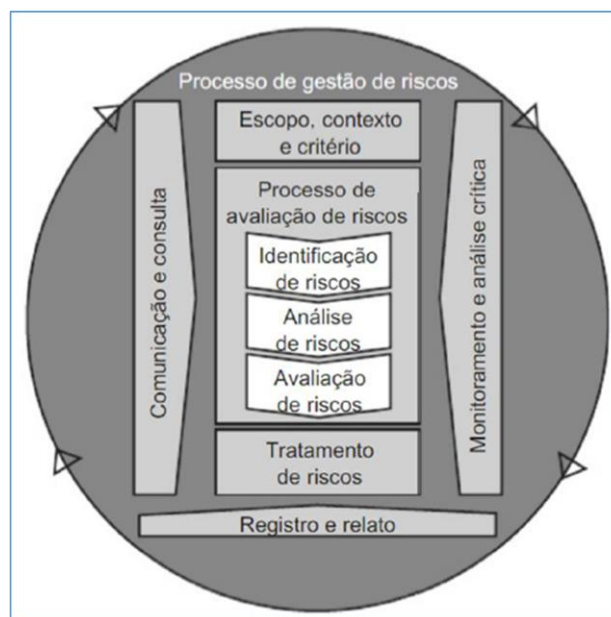 Processo de gestão de riscos
Escopo, contexto
e critério
Processo de
avaliação de riscos
Identificação
de riscos
Análise
de riscos
Avaliação
de riscos
Tratamento
de riscos
Comunicação e consulta
Monitoramento e análise crítica
Registro e relato